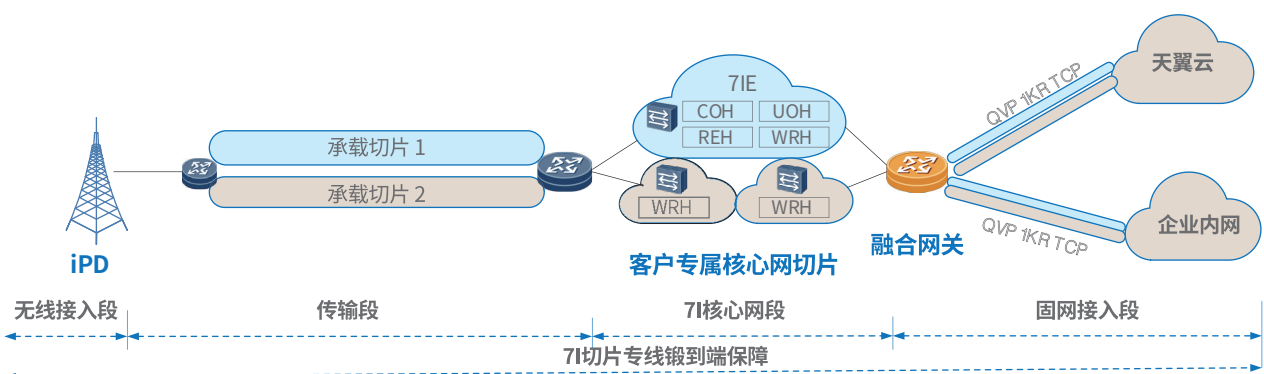 天翼云
QVP 1KR TCP
7IE
COH
UOH
REH
WRH
承载切片 1
承载切片 2
WRH
WRH
企业内网
QVP 1KR TCP
iPD
客户专属核心网切片
融合网关
无线接入段
传输段
7I核心网段
固网接入段
7I切片专线锻到端保障